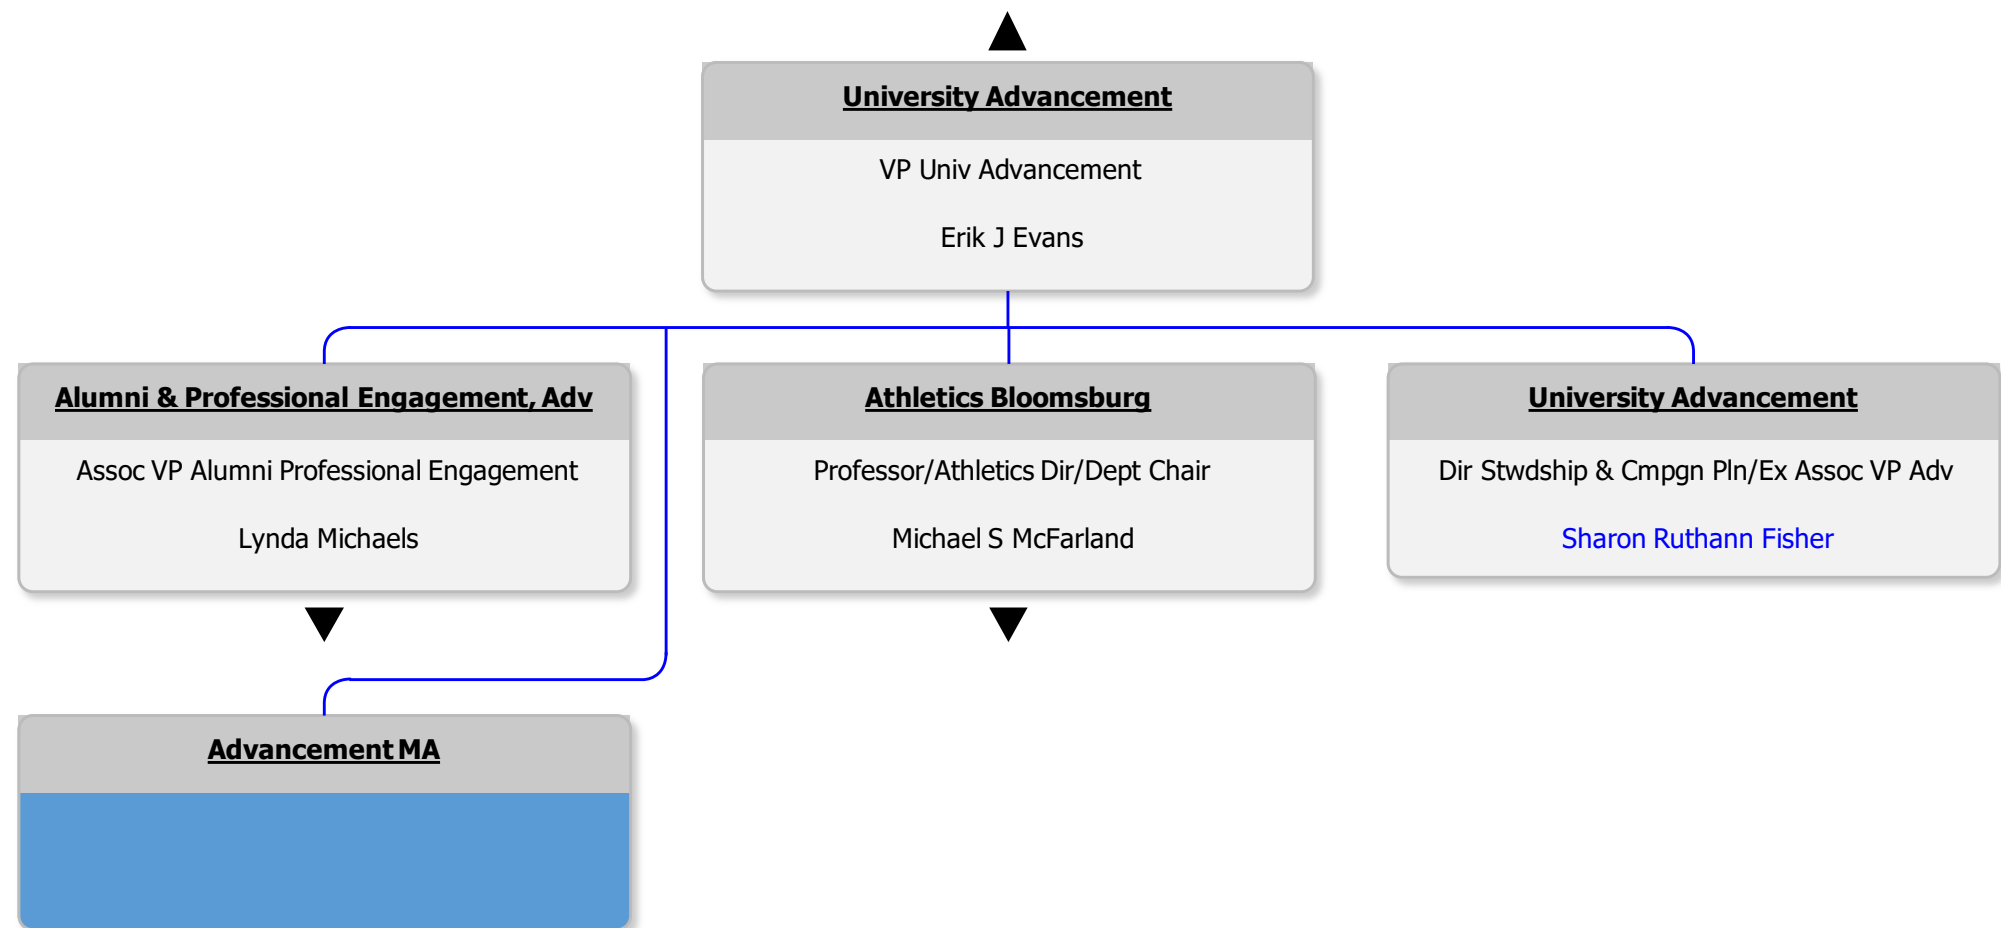 University Advancement
VP Univ Advancement
Erik J Evans
Alumni & Professional Engagement, Adv
Assoc VP Alumni Professional Engagement
Lynda Michaels
Athletics Bloomsburg
Professor/Athletics Dir/Dept Chair
Michael S McFarland
University Advancement
Dir Stwdship & Cmpgn Pln/Ex Assoc VP Adv
Sharon Ruthann Fisher
Advancement MA